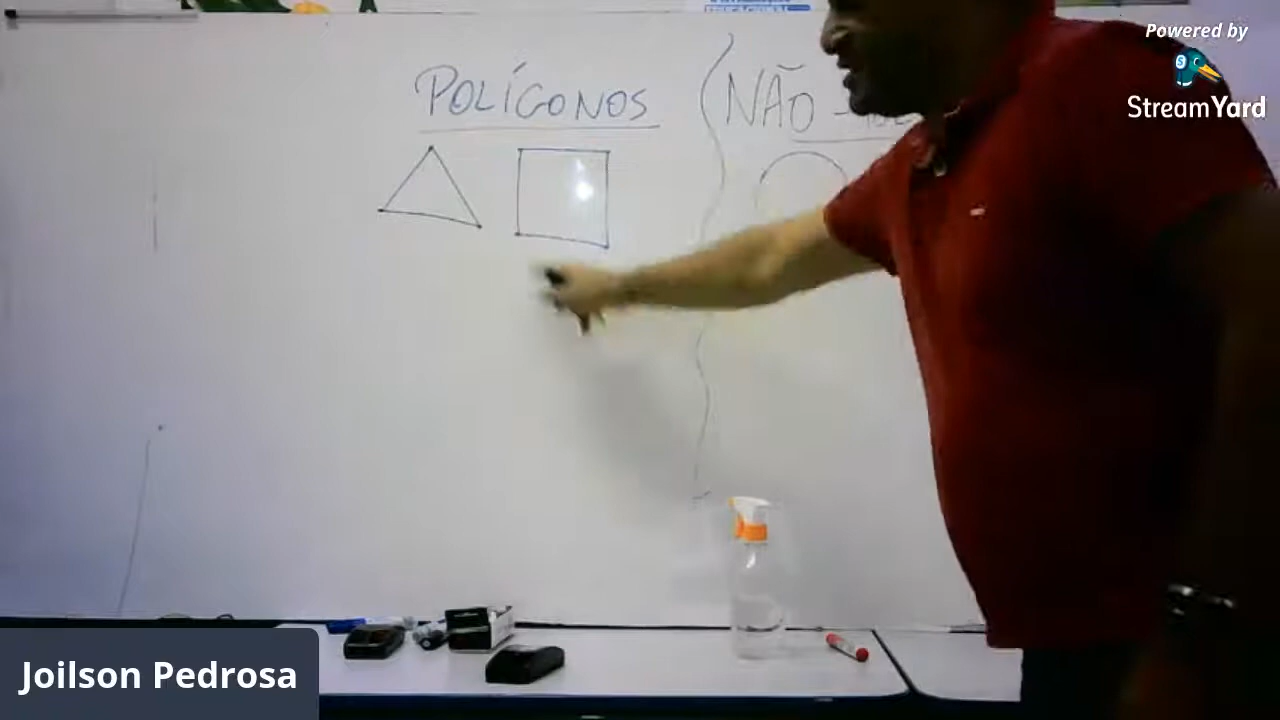 Powered by
StreamYard
POLÍGONOS
NÃO -
Joilson Pedrosa